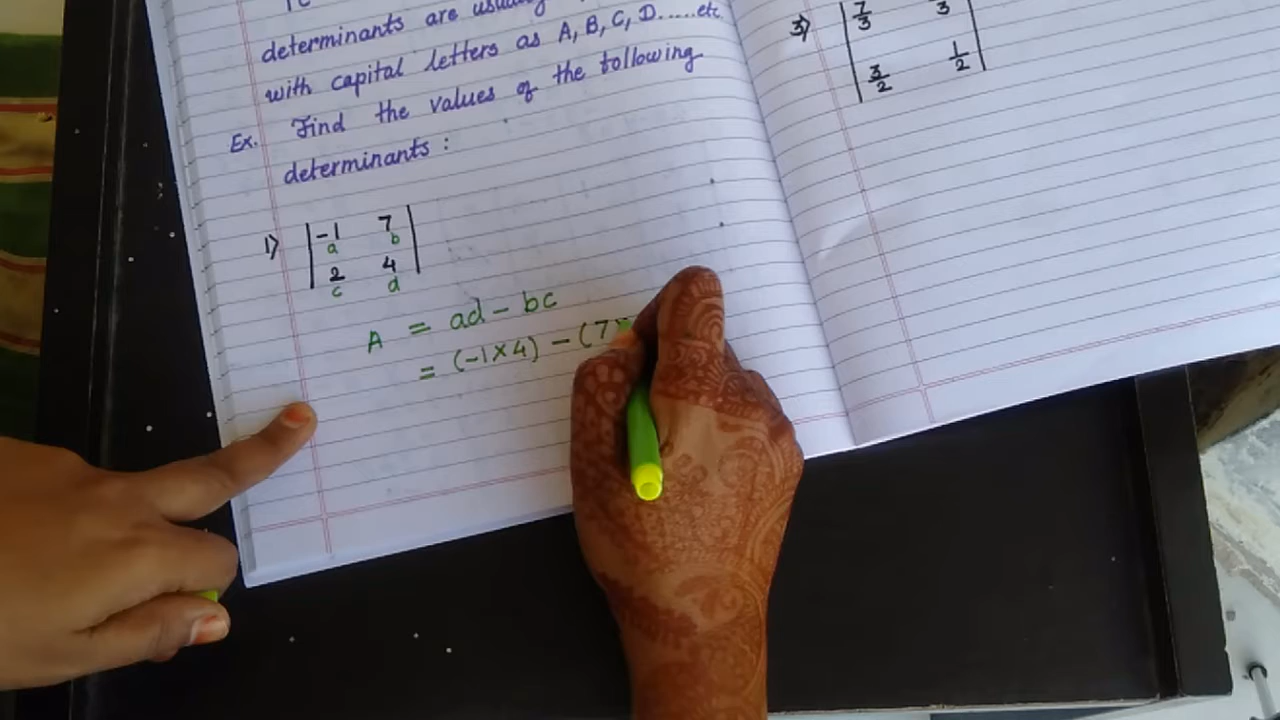 determinants are
with capital letters as A, B, C, D.....etc.
Ex. Find the values of the following
determinants :
1) |-1 7|
a b
|2 4|
c d
A = ad - bc
= (-1×4) - (7×
3) |7/3 /3|
|3/2 1/2|